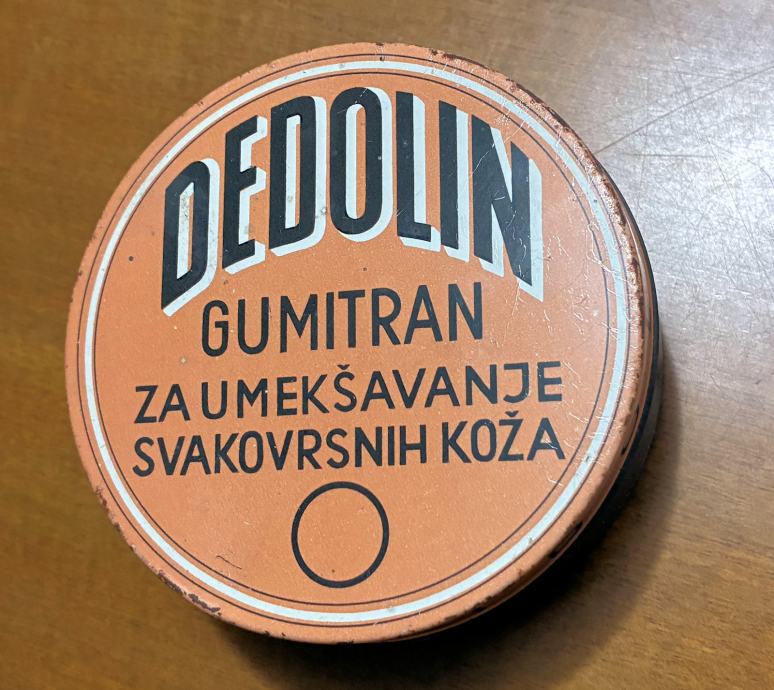 DEDOLIN
GUMITRAN
ZA UMEKŠAVANJE
SVAKOVRSNIH KOŽA